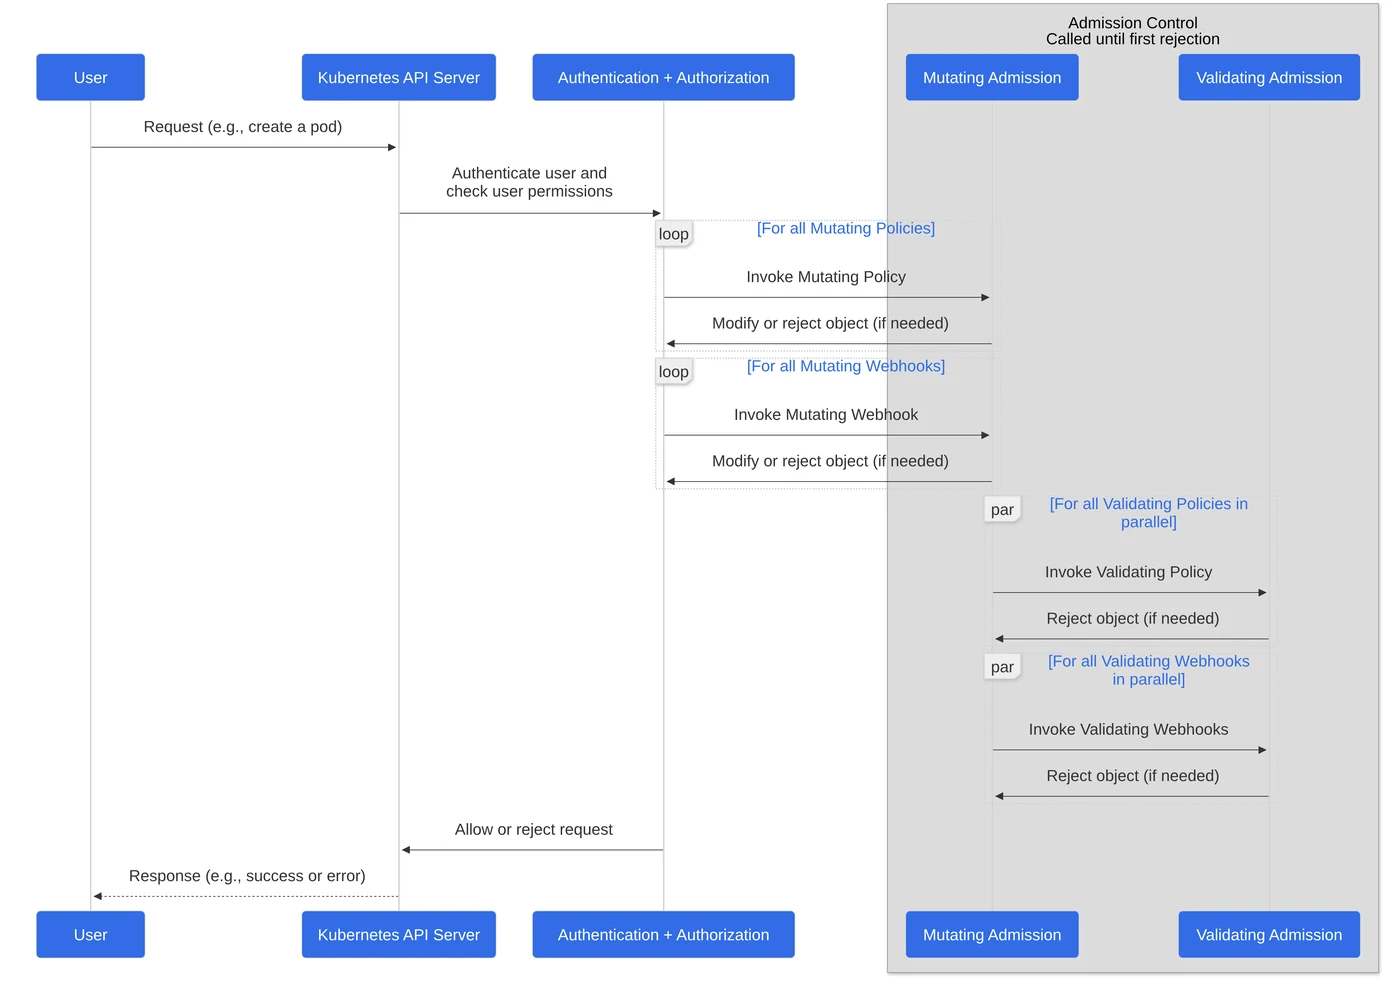 Admission Control
Called until first rejection
User
Kubernetes API Server
Authentication + Authorization
Mutating Admission
Validating Admission
Request (e.g., create a pod)
Authenticate user and
check user permissions
loop
[For all Mutating Policies]
Invoke Mutating Policy
Modify or reject object (if needed)
loop
[For all Mutating Webhooks]
Invoke Mutating Webhook
Modify or reject object (if needed)
par
[For all Validating Policies in
parallel]
Invoke Validating Policy
Reject object (if needed)
par
[For all Validating Webhooks
in parallel]
Invoke Validating Webhooks
Reject object (if needed)
Allow or reject request
Response (e.g., success or error)
User
Kubernetes API Server
Authentication + Authorization
Mutating Admission
Validating Admission